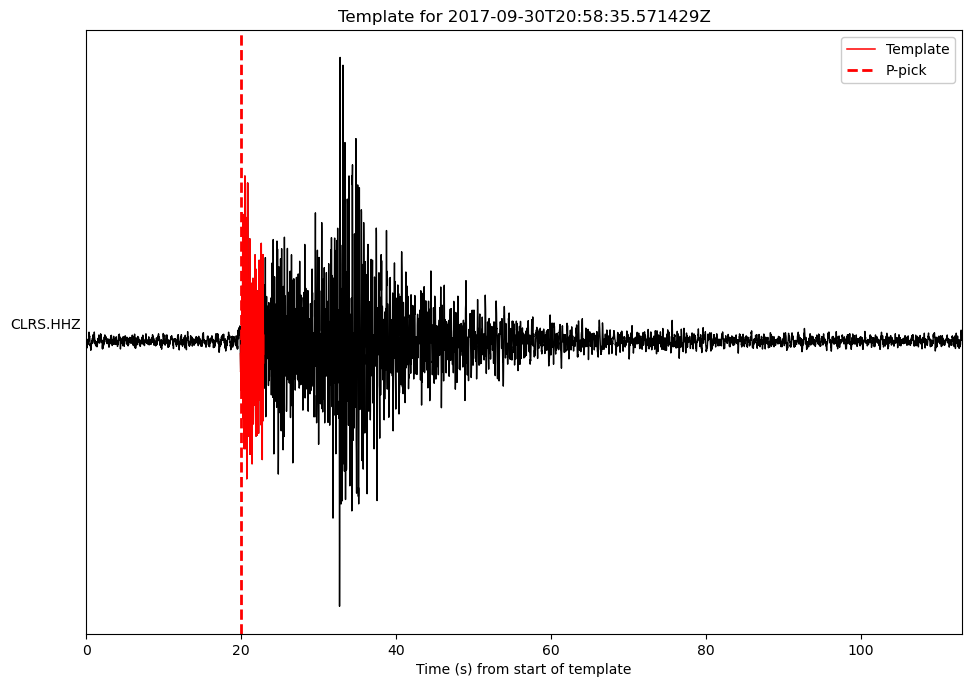 Template for 2017-09-30T20:58:35.571429Z
Template
P-pick
CLRS.HHZ
0 20 40 60 80 100
Time (s) from start of template